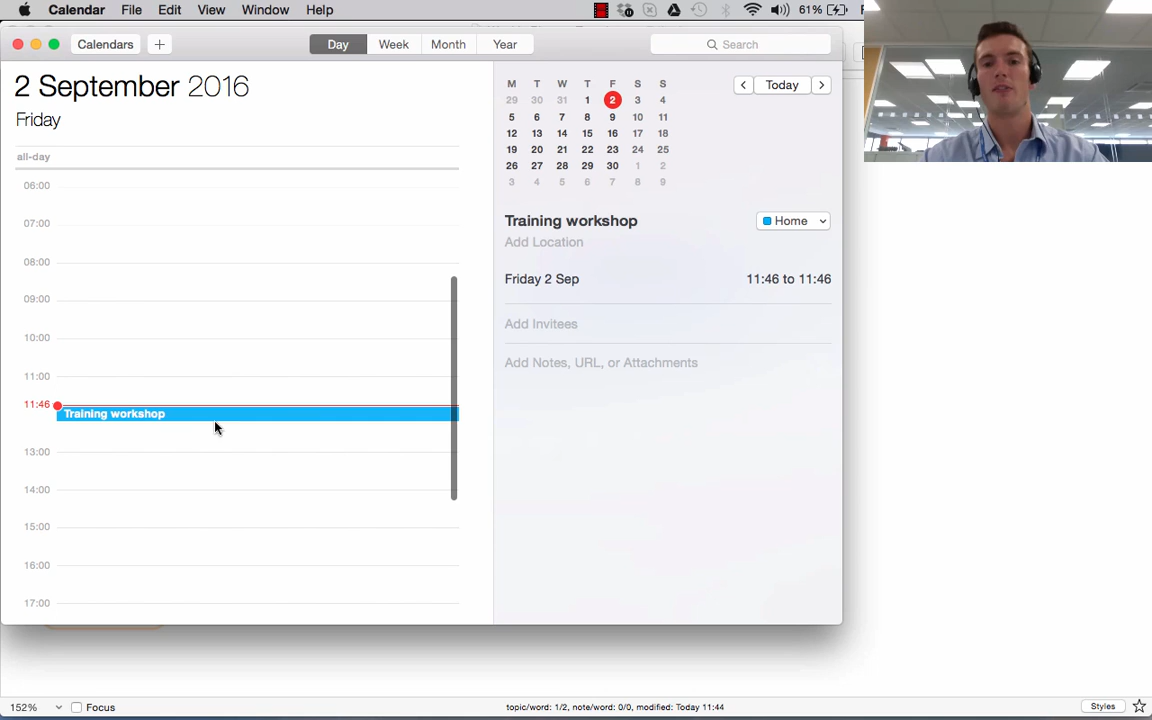 Calendar File Edit View Window Help 61%
Calendars + Day Week Month Year Search
2 September 2016
Friday
all-day
06:00
07:00
08:00
09:00
10:00
11:00
11:46
Training workshop
13:00
14:00
15:00
16:00
17:00
M T W T F S S
Today
29 30 31 1 2 3 4
5 6 7 8 9 10 11
12 13 14 15 16 17 18
19 20 21 22 23 24 25
26 27 28 29 30 1 2
3 4 5 6 7 8 9
Training workshop Home
Add Location
Friday 2 Sep 11:46 to 11:46
Add Invitees
Add Notes, URL, or Attachments
152% Focus topic/word: 1/2, note/word: 0/0, modified: Today 11:44 Styles